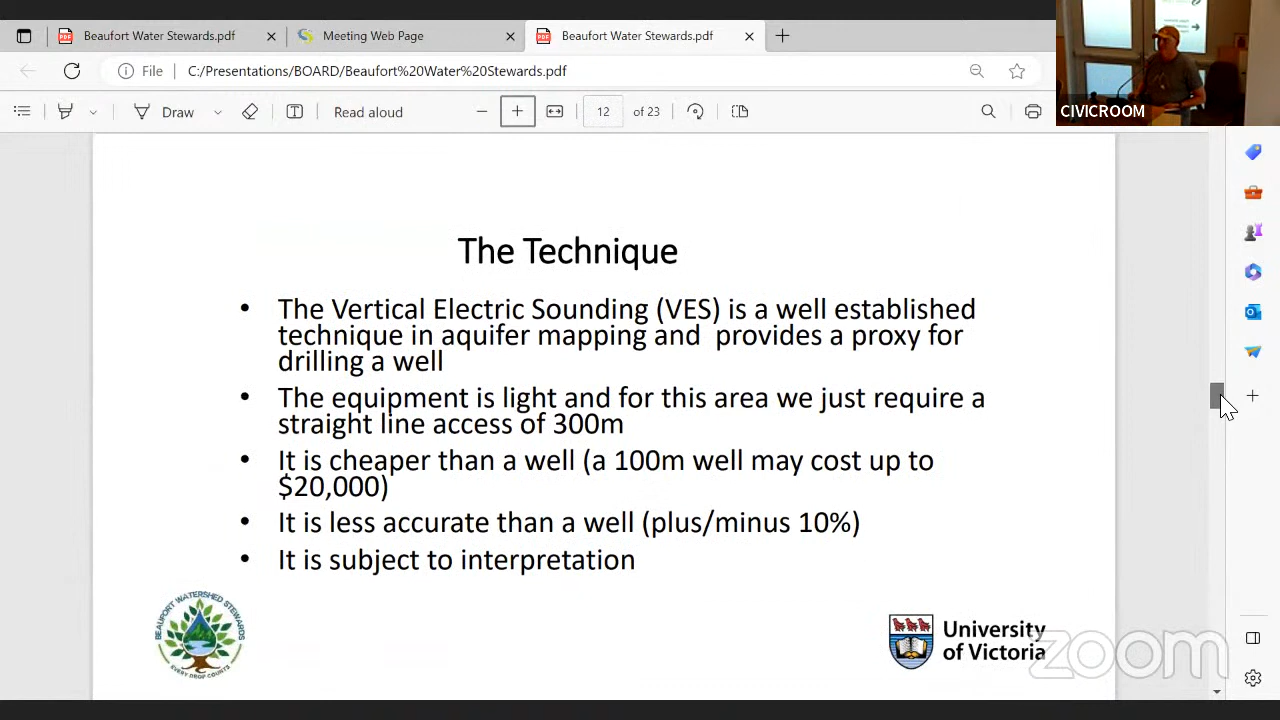 Beaufort Water Stewards.pdf
Meeting Web Page
Beaufort Water Stewards.pdf
File
C:/Presentations/BOARD/Beaufort%20Water%20Stewards.pdf
CIVICROOM
Draw
Read aloud
12
of 23
The Technique
• The Vertical Electric Sounding (VES) is a well established
technique in aquifer mapping and provides a proxy for
drilling a well
• The equipment is light and for this area we just require a
straight line access of 300m
• It is cheaper than a well (a 100m well may cost up to
$20,000)
• It is less accurate than a well (plus/minus 10%)
• It is subject to interpretation
BEAUFORT WATERSHED STEWARDS
EVERY DROP COUNTS
University
of Victoria
zoom